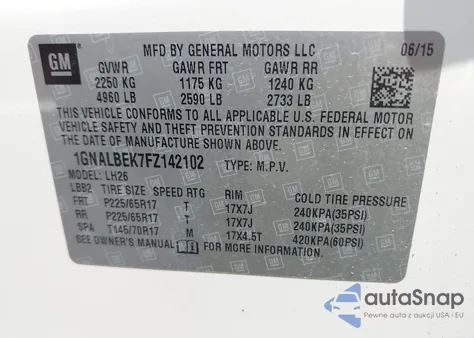 GM
MFD BY GENERAL MOTORS LLC 06/15
GVWR GAWR FRT GAWR RR
2250 KG 1175 KG 1240 KG
4960 LB 2590 LB 2733 LB
THIS VEHICLE CONFORMS TO ALL APPLICABLE U.S. FEDERAL MOTOR
VEHICLE SAFETY AND THEFT PREVENTION STANDARDS IN EFFECT ON
THE DATE OF MANUFACTURE SHOWN ABOVE.
1GNALBEK7FZ142102 TYPE: M.P.V.
MODEL: LH26
LBB2 TIRE SIZE SPEED RTG RIM COLD TIRE PRESSURE
FRT P225/65R17 T 17X7J 240KPA(35PSI)
RR P225/65R17 T 17X7J 240KPA(35PSI)
SPA T145/70R17 M 17X4.5T 420KPA(60PSI)
SEE OWNER'S MANUAL FOR MORE INFORMATION.
autoSnap
Pewne auta z aukcji USA i EU